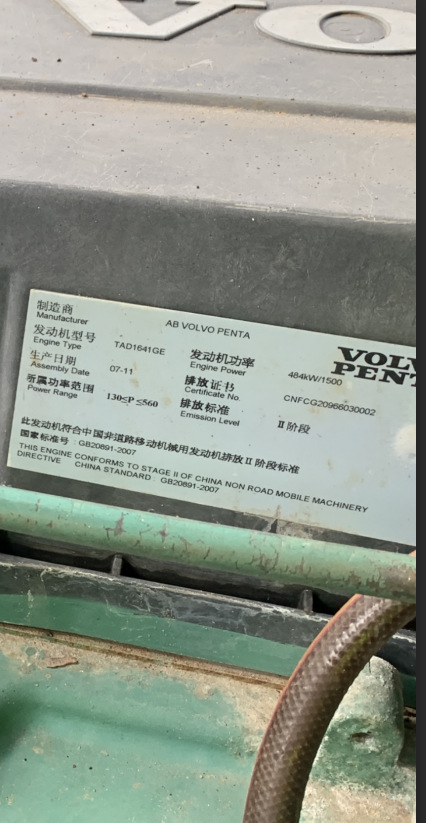 VO
制造商
Manufacturer
AB VOLVO PENTA
发动机型号
Engine Type
TAD1641GE
发动机功率
Engine Power
484kW/1500
VOLV
PENT
生产日期
Assembly Date
07-11
排放证书
Certificate No.
CNFCG20966030002
所属功率范围
Power Range
130≤P ≤560
排放标准
Emission Level
II阶段
此发动机符合中国非道路移动机械用发动机排放II阶段标准
国家标准号 : GB20891-2007
THIS ENGINE CONFORMS TO STAGE II OF CHINA NON ROAD MOBILE MACHINERY
DIRECTIVE CHINA STANDARD : GB20891-2007